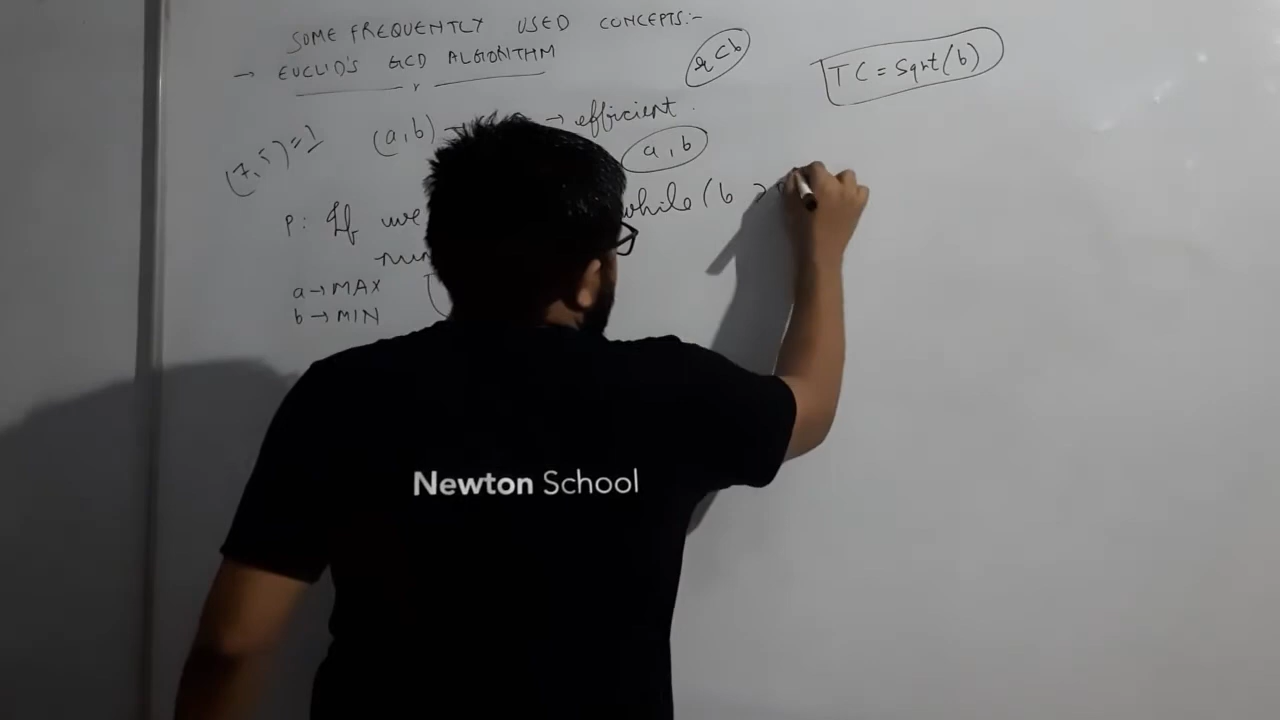 SOME FREQUENTLY USED CONCEPTS:-
→ EUCLID'S GCD ALGORITHM
r<b
TC = Sqrt(b)
(7,5)=1
(a,b) → efficient.
a,b
P: If we
while (b >
a → MAX
b → MIN
Newton School